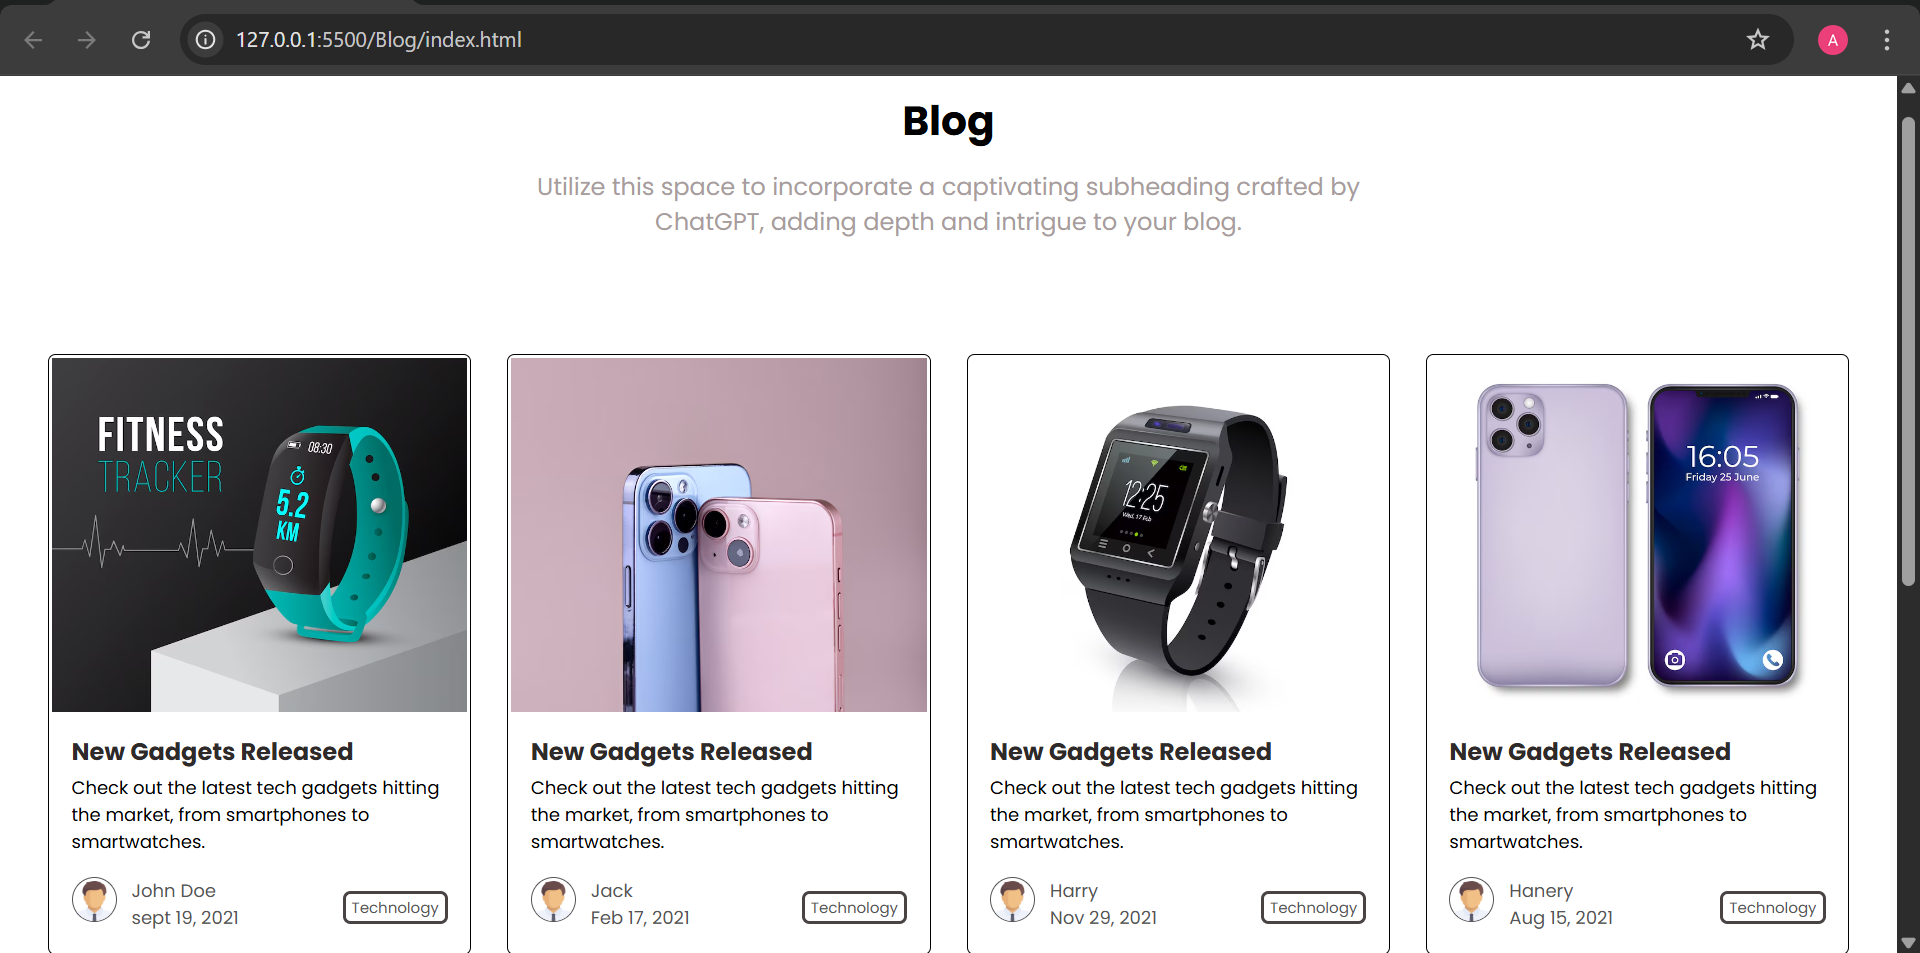 127.0.0.1:5500/Blog/index.html
A
Blog
Utilize this space to incorporate a captivating subheading crafted by
ChatGPT, adding depth and intrigue to your blog.
FITNESS
TRACKER
08:30
5.2
KM
12:25
Wed, 17 Feb
16:05
Friday 25 June
New Gadgets Released
Check out the latest tech gadgets hitting
the market, from smartphones to
smartwatches.
John Doe
sept 19, 2021
Technology
New Gadgets Released
Check out the latest tech gadgets hitting
the market, from smartphones to
smartwatches.
Jack
Feb 17, 2021
Technology
New Gadgets Released
Check out the latest tech gadgets hitting
the market, from smartphones to
smartwatches.
Harry
Nov 29, 2021
Technology
New Gadgets Released
Check out the latest tech gadgets hitting
the market, from smartphones to
smartwatches.
Hanery
Aug 15, 2021
Technology